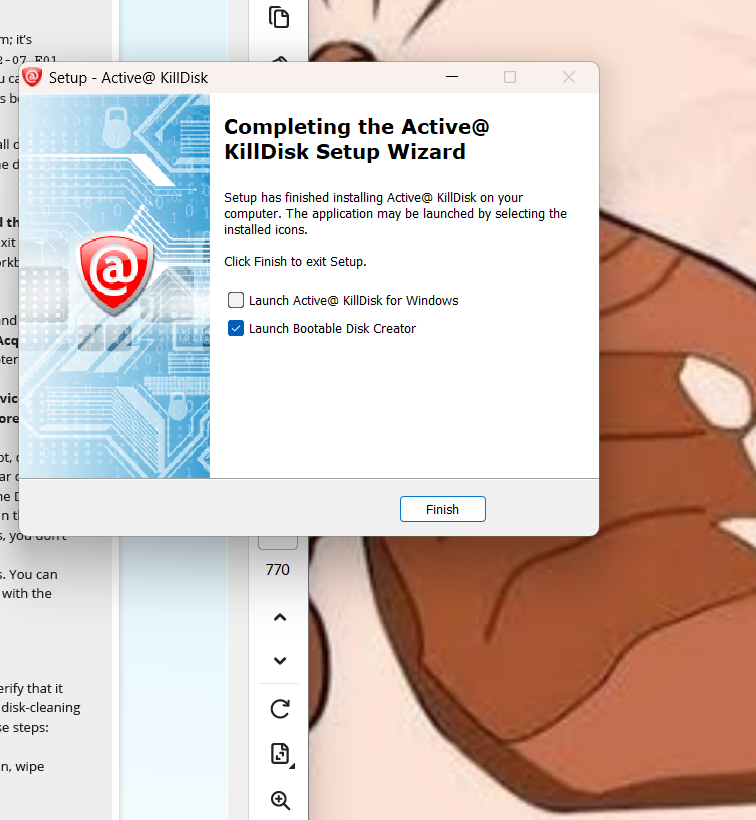 m; it's
Setup - Active@ KillDisk
Completing the Active@
KillDisk Setup Wizard
Setup has finished installing Active@ KillDisk on your
computer. The application may be launched by selecting the
installed icons.
Click Finish to exit Setup.
Launch Active@ KillDisk for Windows
Launch Bootable Disk Creator
Finish
@
770
s. You can
with the
erify that it
disk-cleaning
se steps:
n, wipe